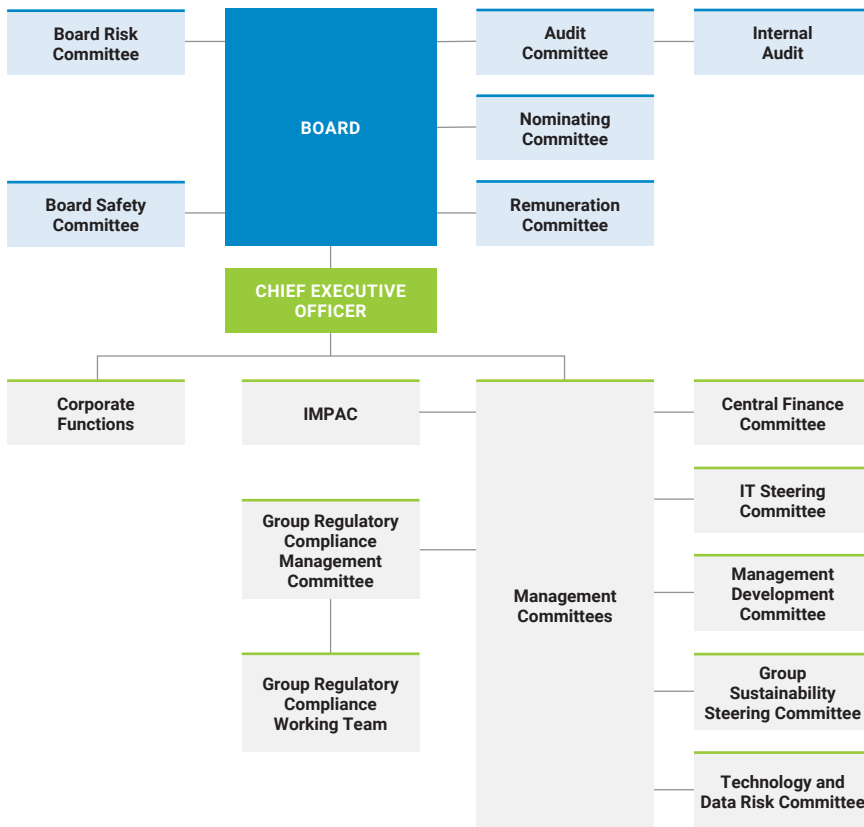 Board Risk
Committee
BOARD
Audit
Committee
Internal
Audit
Nominating
Committee
Board Safety
Committee
Remuneration
Committee
CHIEF EXECUTIVE
OFFICER
Corporate
Functions
IMPAC
Management
Committees
Central Finance
Committee
IT Steering
Committee
Group Regulatory
Compliance
Management
Committee
Management
Development
Committee
Group Regulatory
Compliance
Working Team
Group
Sustainability
Steering Committee
Technology and
Data Risk Committee